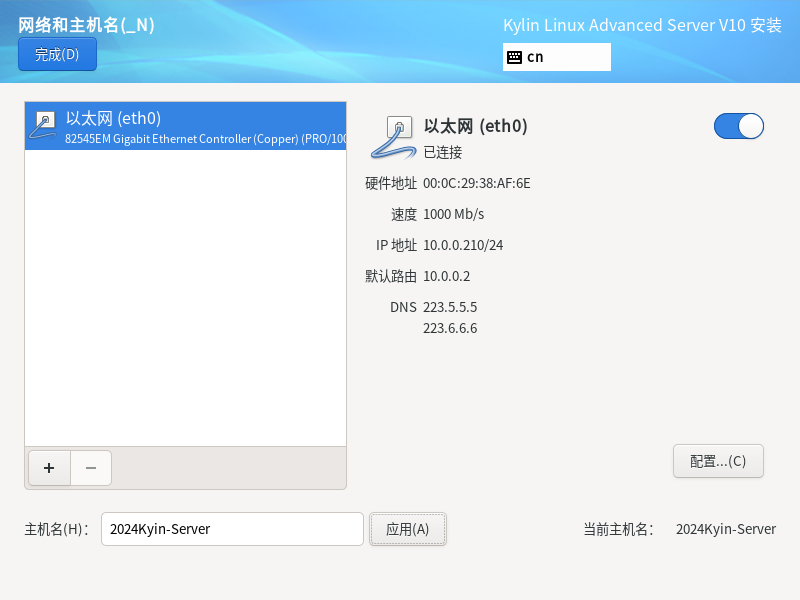 网络和主机名(_N)
Kylin Linux Advanced Server V10 安装
完成(D)
cn
以太网 (eth0)
82545EM Gigabit Ethernet Controller (Copper) (PRO/100
以太网 (eth0)
已连接
硬件地址 00:0C:29:38:AF:6E
速度 1000 Mb/s
IP 地址 10.0.0.210/24
默认路由 10.0.0.2
DNS 223.5.5.5
223.6.6.6
+ −
配置...(C)
主机名(H)： 2024Kyin-Server 应用(A) 当前主机名： 2024Kyin-Server